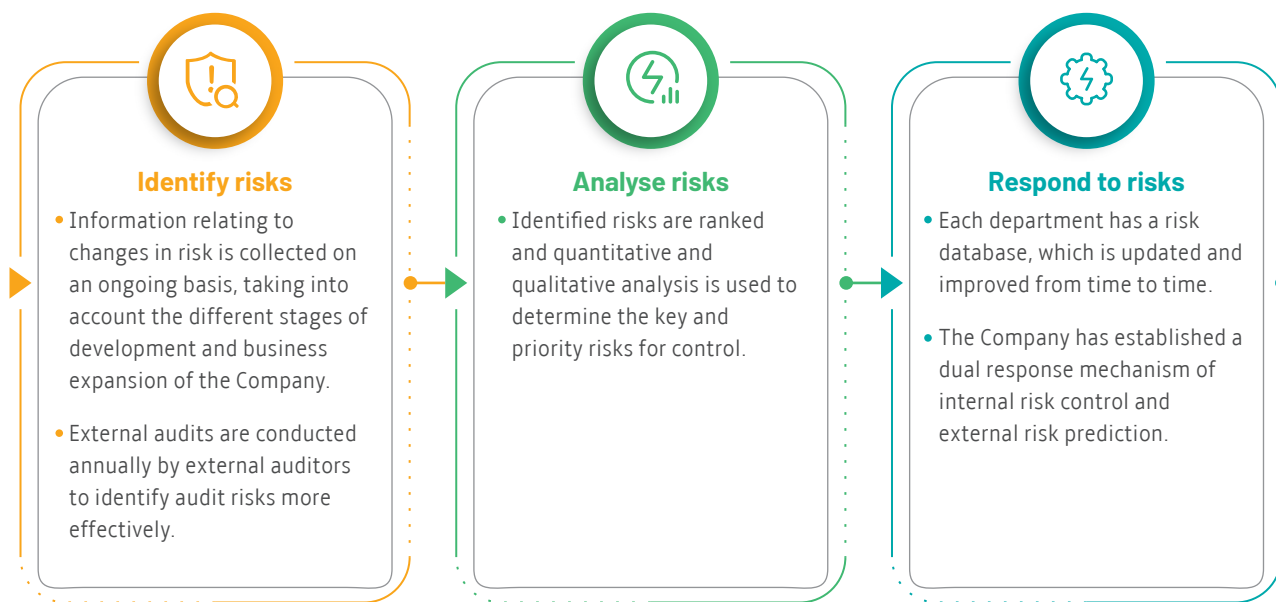 Identify risks
• Information relating to
changes in risk is collected on
an ongoing basis, taking into
account the different stages of
development and business
expansion of the Company.
• External audits are conducted
annually by external auditors
to identify audit risks more
effectively.
Analyse risks
• Identified risks are ranked
and quantitative and
qualitative analysis is used to
determine the key and
priority risks for control.
Respond to risks
• Each department has a risk
database, which is updated and
improved from time to time.
• The Company has established a
dual response mechanism of
internal risk control and
external risk prediction.